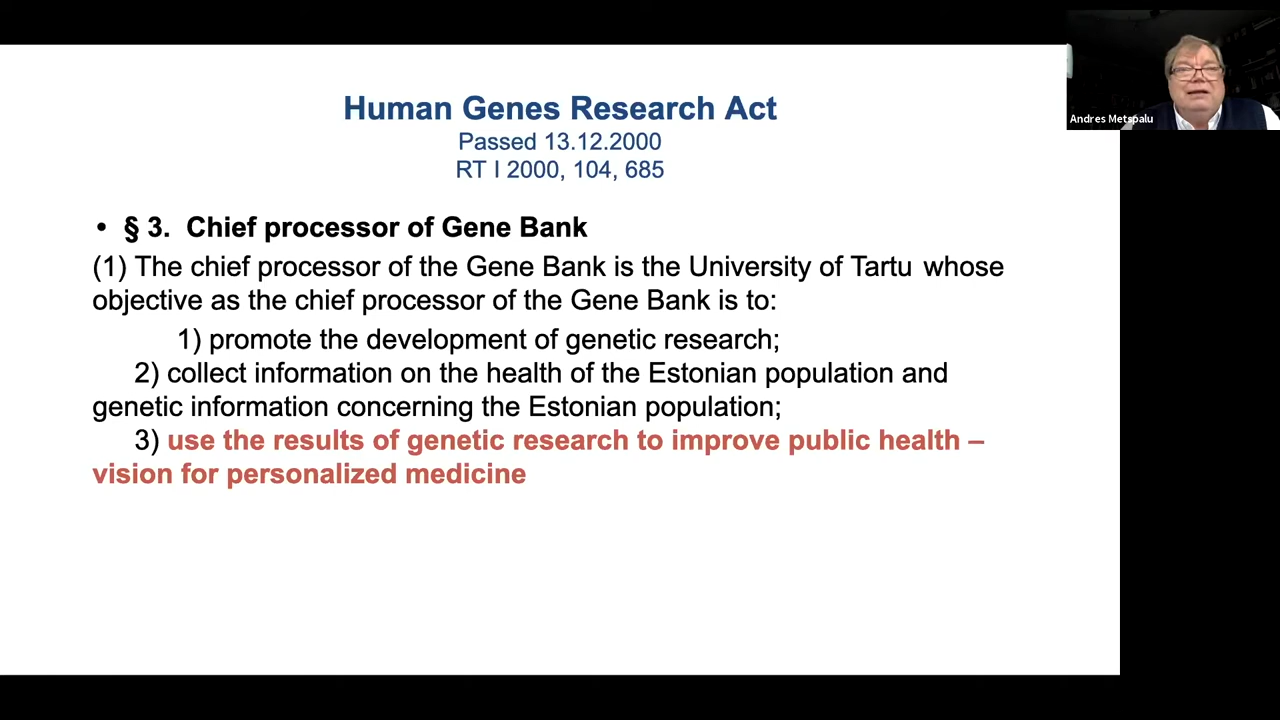 Human Genes Research Act
Passed 13.12.2000
RT I 2000, 104, 685
• § 3. Chief processor of Gene Bank
(1) The chief processor of the Gene Bank is the University of Tartu whose
objective as the chief processor of the Gene Bank is to:
1) promote the development of genetic research;
2) collect information on the health of the Estonian population and
genetic information concerning the Estonian population;
3) use the results of genetic research to improve public health –
vision for personalized medicine
Andres Metspalu